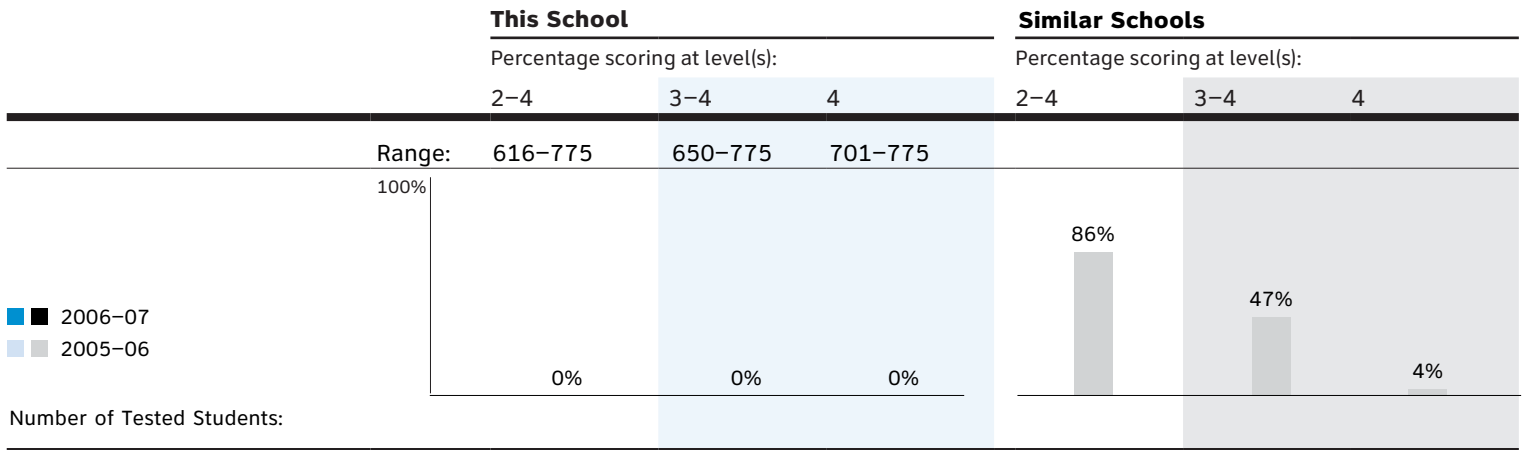 This School Similar Schools
Percentage scoring at level(s): Percentage scoring at level(s):
2–4 3–4 4 2–4 3–4 4
Range: 616–775 650–775 701–775
100%
86%
47%
2006–07
2005–06
0% 0% 0% 4%
Number of Tested Students: